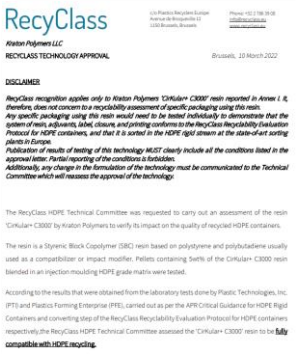 RecyClass
c/o Plastics Recyclers Europe
Avenue de Broqueville 12
1150 Brussels, Brussels
Phone: +32 2 786 39 08
info@recyclass.eu
www.recyclass.eu
Kraton Polymers LLC
RECYCLASS TECHNOLOGY APPROVAL
Brussels, 10 March 2022
DISCLAIMER
RecyClass recognition applies only to Kraton Polymers 'CirKular+ C3000' resin reported in Annex I. It,
therefore, does not concern to a recyclability assessment of specific packaging using this resin.
Any specific packaging using this resin would need to be tested individually to demonstrate that the
system of resin, adjuvants, label, closure, and printing conforms to the RecyClass Recyclability Evaluation
Protocol for HDPE containers, and that it is sorted in the HDPE rigid stream at the state-of-art sorting
plants in Europe.
Publication of results of testing of this technology MUST clearly include all the conditions listed in the
approval letter. Partial reporting of the conditions is forbidden.
Additionally, any change in the formulation of the technology must be communicated to the Technical
Committee which will reassess the approval of the technology.
The RecyClass HDPE Technical Committee was requested to carry out an assessment of the resin
'CirKular+ C3000' by Kraton Polymers to verify its impact on the quality of recycled HDPE containers.
The resin is a Styrenic Block Copolymer (SBC) resin based on polystyrene and polybutadiene usually
used as a compatibilizer or impact modifier. Pellets containing 5wt% of the CirKular+ C3000 resin
blended in an injection moulding HDPE grade matrix were tested.
According to the results that were obtained from the laboratory tests done by Plastic Technologies, Inc.
(PTI) and Plastics Forming Enterprise (PFE), carried out as per the APR Critical Guidance for HDPE Rigid
Containers and converting step of the RecyClass Recyclability Evaluation Protocol for HDPE containers
respectively,the RecyClass HDPE Technical Committee assessed the 'CirKular+ C3000' resin to be fully
compatible with HDPE recycling.